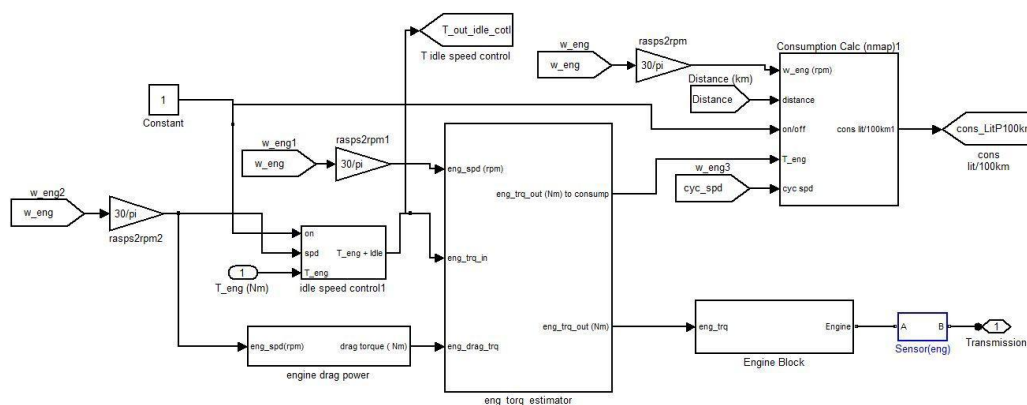 T_out_idle_cotl
T idle speed control
w_eng
w_eng
rasps2rpm
30/pi
Consumption Calc (nmap)1
w_eng (rpm)
Distance (km)
Distance
distance
on/off
cons lit/100km1
cons_LitP100km
cons
lit/100km
T_eng
w_eng3
cyc_spd
cyc spd
1
Constant
w_eng1
w_eng
rasps2rpm1
30/pi
eng_spd (rpm)
eng_trq_out (Nm) to consump
eng_trq_in
eng_trq_out (Nm)
eng_drag_trq
eng_torq_estimator
w_eng2
w_eng
30/pi
rasps2rpm2
on
spd
T_eng
T_eng + Idle
idle speed control1
1
T_eng (Nm)
eng_spd(rpm)
drag torque ( Nm)
engine drag power
eng_trq
Engine
Engine Block
A
B
Sensor(eng)
1
Transmission